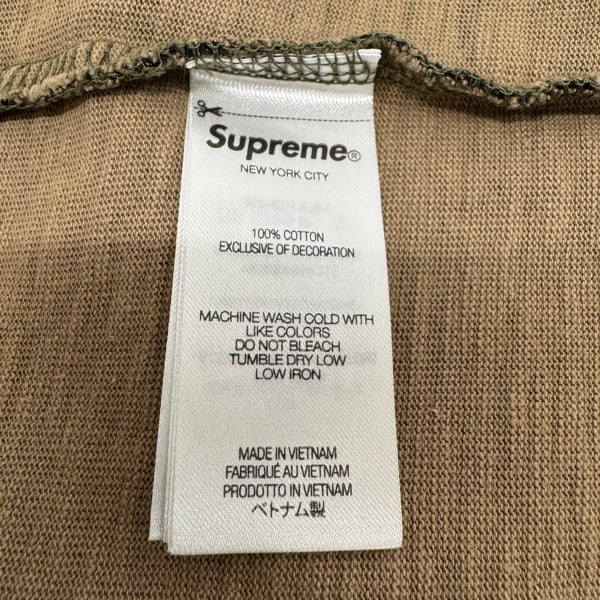 Supreme®
NEW YORK CITY
100% COTTON
EXCLUSIVE OF DECORATION
MACHINE WASH COLD WITH
LIKE COLORS
DO NOT BLEACH
TUMBLE DRY LOW
LOW IRON
MADE IN VIETNAM
FABRIQUÉ AU VIETNAM
PRODOTTO IN VIETNAM
ベトナム製